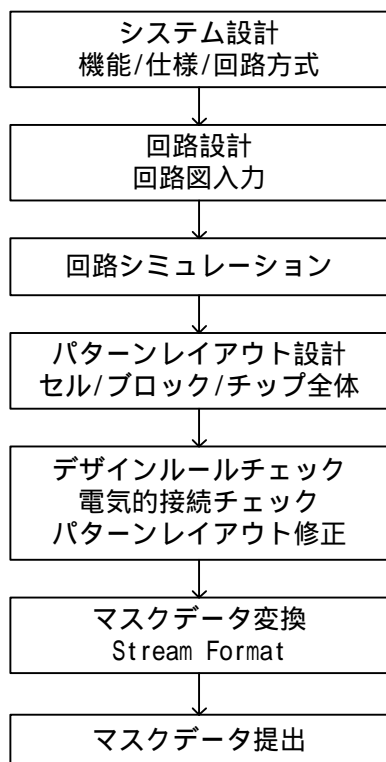 システム設計
機能/仕様/回路方式
回路設計
回路図入力
回路シミュレーション
パターンレイアウト設計
セル/ブロック/チップ全体
デザインルールチェック
電気的接続チェック
パターンレイアウト修正
マスクデータ変換
Stream Format
マスクデータ提出